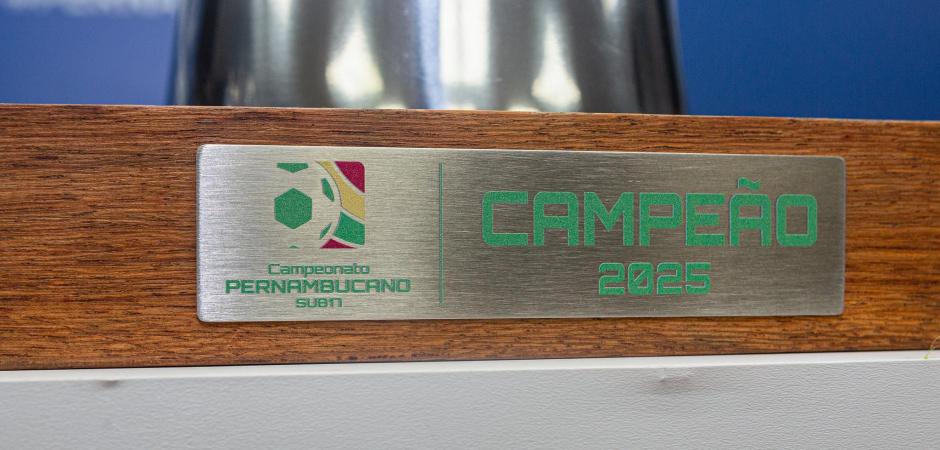 Campeonato
PERNAMBUCANO
SUB17
CAMPEÃO
2025